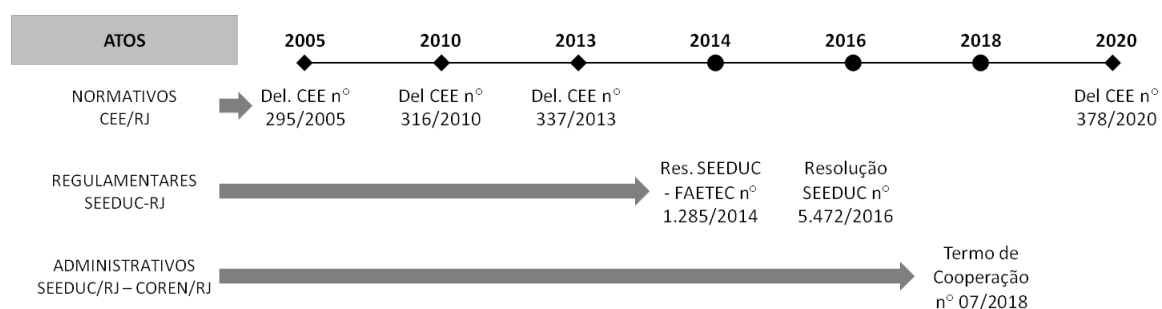 ATOS
2005 2010 2013 2014 2016 2018 2020
NORMATIVOS
CEE/RJ
Del. CEE n°
295/2005
Del CEE n°
316/2010
Del. CEE n°
337/2013
Del CEE n°
378/2020
REGULAMENTARES
SEEDUC-RJ
Res. SEEDUC
- FAETEC n°
1.285/2014
Resolução
SEEDUC n°
5.472/2016
ADMINISTRATIVOS
SEEDUC/RJ – COREN/RJ
Termo de
Cooperação
n° 07/2018